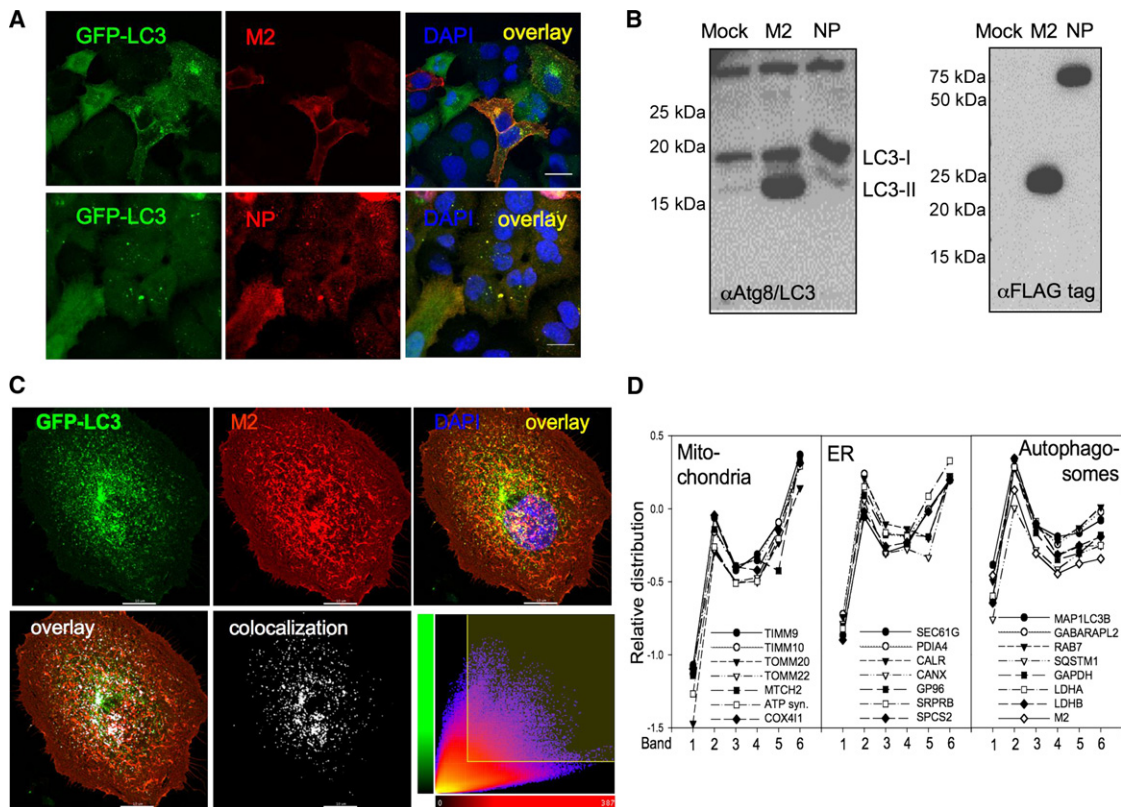 A
GFP-LC3
M2
DAPI
overlay
GFP-LC3
NP
DAPI
overlay
B
Mock M2 NP
25 kDa
20 kDa
15 kDa
LC3-I
LC3-II
αAtg8/LC3
Mock M2 NP
75 kDa
50 kDa
25 kDa
20 kDa
15 kDa
αFLAG tag
C
GFP-LC3
M2
DAPI
overlay
overlay
colocalization
0
387
D
Relative distribution
0.5
0.0
-0.5
-1.0
-1.5
Mito-
chondria
TIMM9
TIMM10
TOMM20
TOMM22
MTCH2
ATP syn.
COX4I1
ER
SEC61G
PDIA4
CALR
CANX
GP96
SRPRB
SPCS2
Autophago-
somes
MAP1LC3B
GABARAPL2
RAB7
SQSTM1
GAPDH
LDHA
LDHB
M2
Band 1 2 3 4 5 6 1 2 3 4 5 6 1 2 3 4 5 6